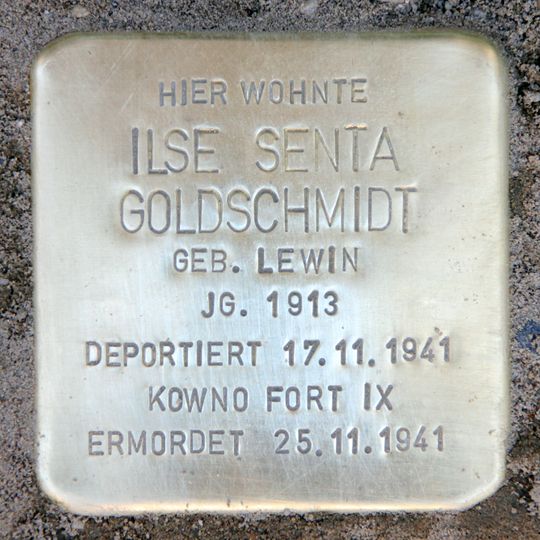 HIER WOHNTE
ILSE SENTA
GOLDSCHMIDT
GEB. LEWIN
JG. 1913
DEPORTIERT 17.11.1941
KOWNO FORT IX
ERMORDET 25.11.1941